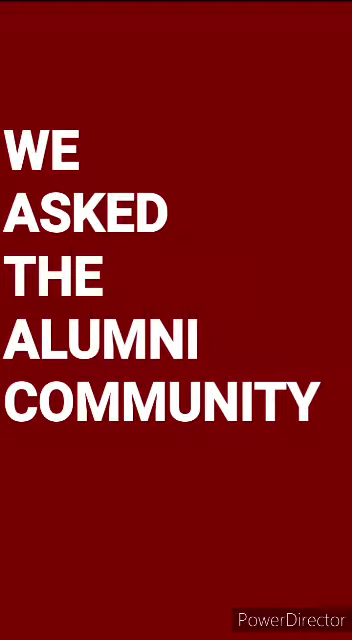 WE
ASKED
THE
ALUMNI
COMMUNITY
PowerDirector